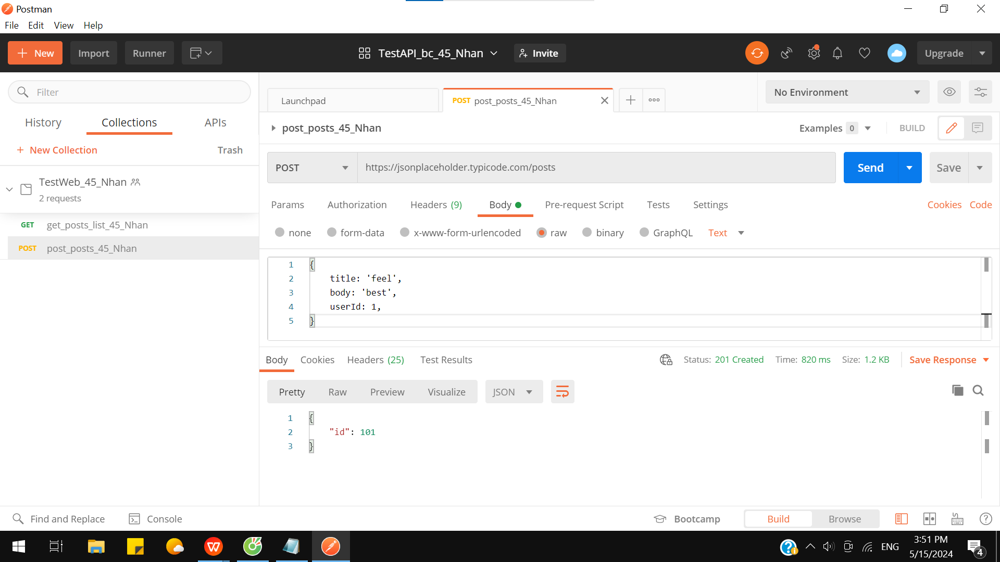 Postman
File Edit View Help
New Import Runner TestAPI_bc_45_Nhan Invite Upgrade
Filter
History Collections APIs
+ New Collection Trash
TestWeb_45_Nhan
2 requests
GET get_posts_list_45_Nhan
POST post_posts_45_Nhan
Launchpad POST post_posts_45_Nhan No Environment
post_posts_45_Nhan Examples 0 BUILD
POST https://jsonplaceholder.typicode.com/posts Send Save
Params Authorization Headers (9) Body Pre-request Script Tests Settings Cookies Code
none form-data x-www-form-urlencoded raw binary GraphQL Text
1 {
2 title: 'feel',
3 body: 'best',
4 userId: 1,
5 }
Body Cookies Headers (25) Test Results Status: 201 Created Time: 820 ms Size: 1.2 KB Save Response
Pretty Raw Preview Visualize JSON
1 {
2 "id": 101
3 }
Find and Replace Console Bootcamp Build Browse
ENG 3:51 PM
5/15/2024 4